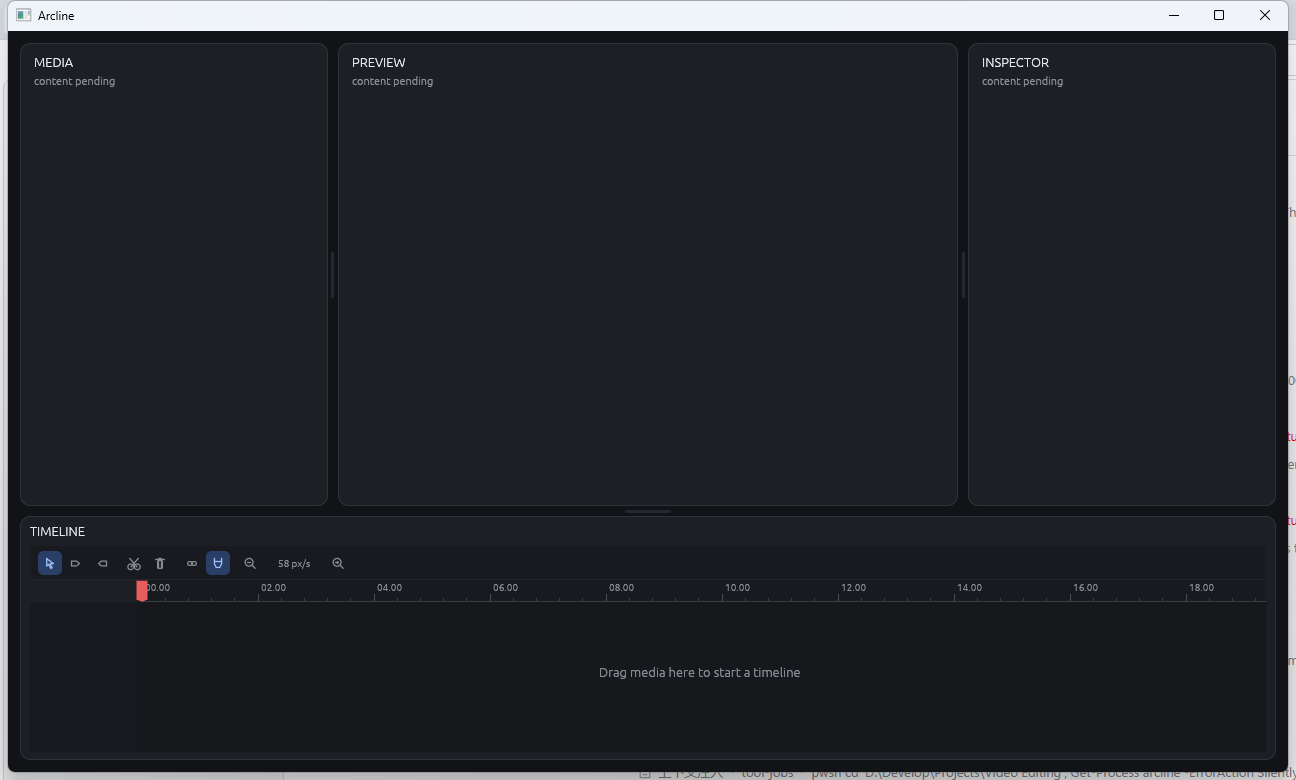 Arcline
MEDIA
content pending
PREVIEW
content pending
INSPECTOR
content pending
TIMELINE
58 px/s
00.00 02.00 04.00 06.00 08.00 10.00 12.00 14.00 16.00 18.00
Drag media here to start a timeline